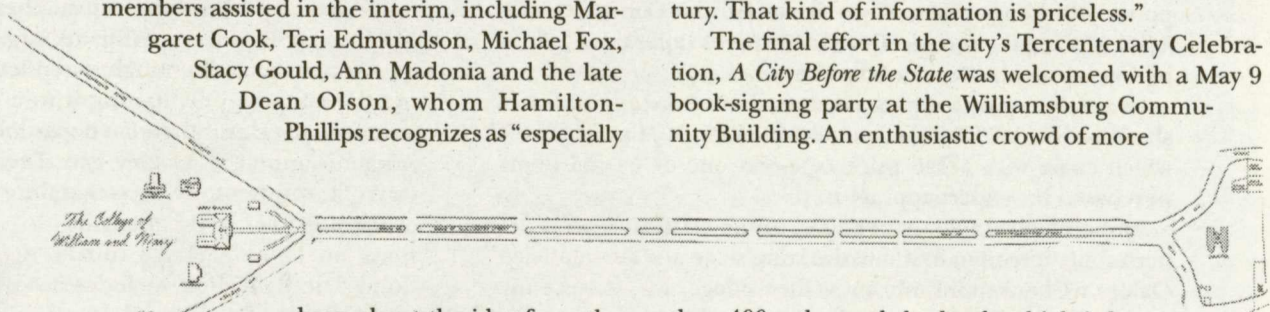 members assisted in the interim, including Mar-
garet Cook, Teri Edmundson, Michael Fox,
Stacy Gould, Ann Madonia and the late
Dean Olson, whom Hamilton-
Phillips recognizes as “especially
tury. That kind of information is priceless.”
The final effort in the city’s Tercentenary Celebra-
tion, A City Before the State was welcomed with a May 9
book-signing party at the Williamsburg Commu-
nity Building. An enthusiastic crowd of more
The College of
William and Mary